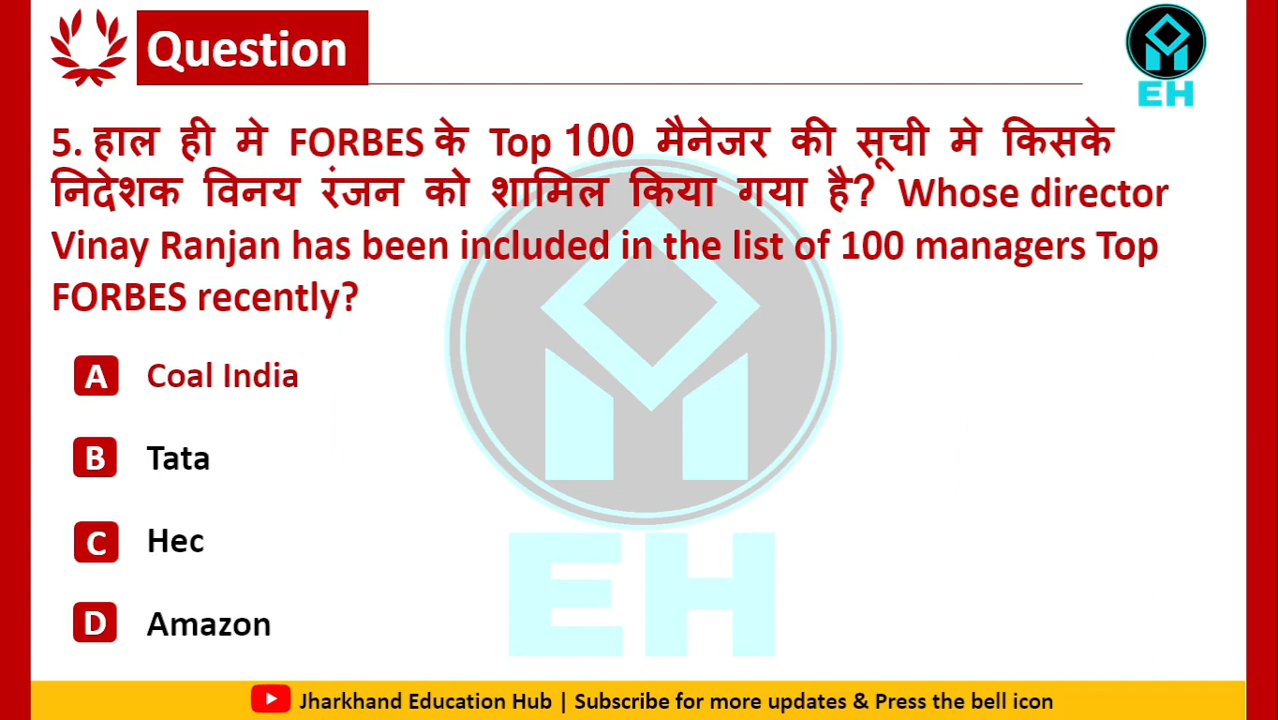 Question
EH
5. हाल ही मे FORBES के Top 100 मैनेजर की सूची मे किसके
निदेशक विनय रंजन को शामिल किया गया है? Whose director
Vinay Ranjan has been included in the list of 100 managers Top
FORBES recently?
A Coal India
B Tata
C Hec
D Amazon
EH
Jharkhand Education Hub | Subscribe for more updates & Press the bell icon